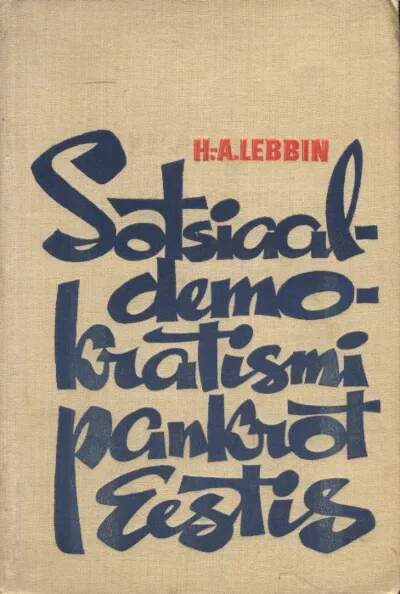 H.-A. LEBBIN
Sotsiaal-
demo-
kratismi
pankrot
Eestis